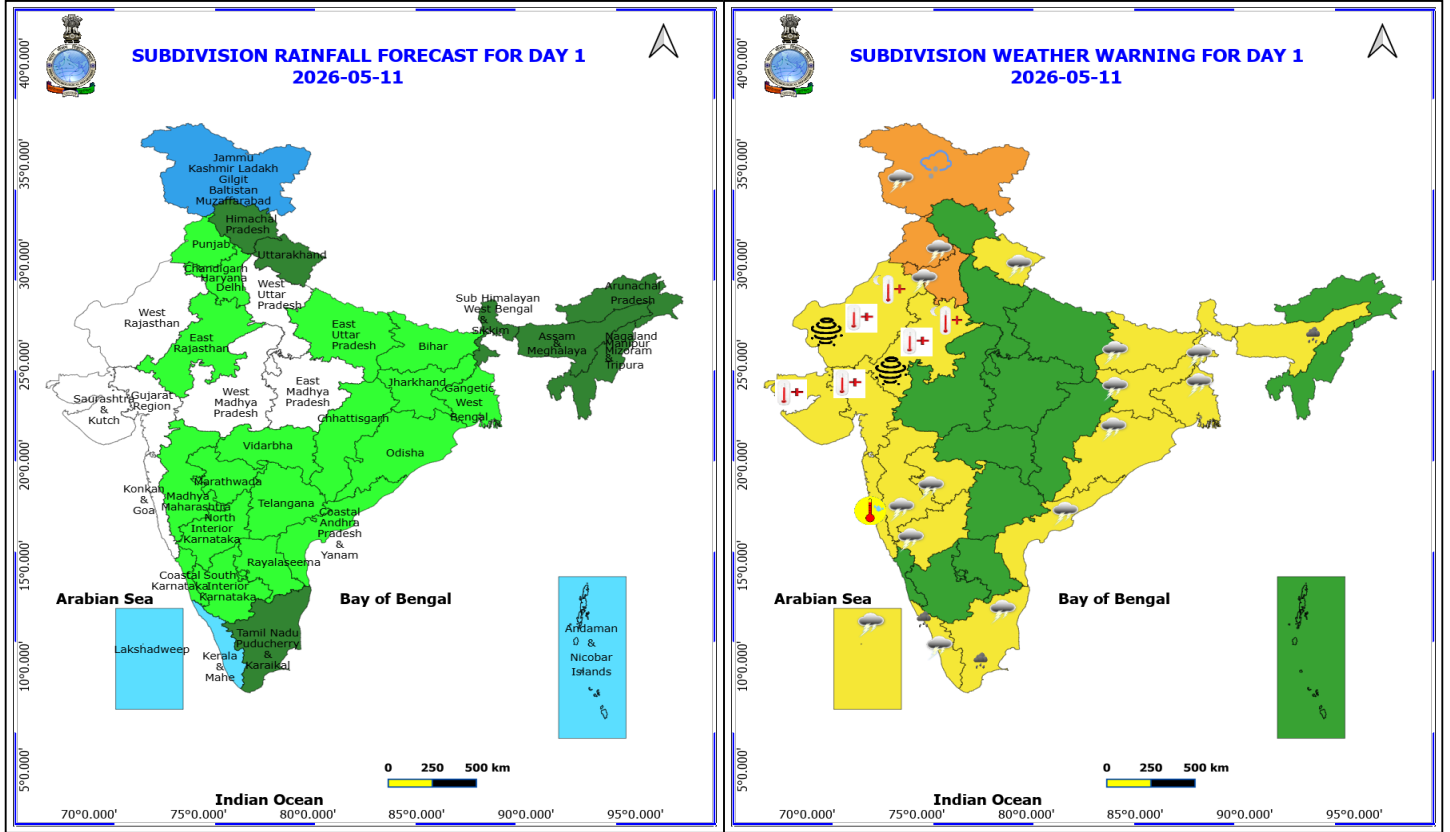 SUBDIVISION RAINFALL FORECAST FOR DAY 1
2026-05-11
40°0.000'
35°0.000'
30°0.000'
25°0.000'
20°0.000'
15°0.000'
10°0.000'
5°0.000'
Jammu
Kashmir Ladakh
Gilgit
Baltistan
Muzaffarabad
Himachal
Pradesh
Punjab
Uttarakhand
Chandigarh
Haryana
Delhi
West
Uttar
Pradesh
West
Rajasthan
East
Rajasthan
East
Uttar
Pradesh
Bihar
Sub Himalayan
West Bengal
&
Sikkim
Arunachal
Pradesh
Assam
&
Meghalaya
Nagaland
Manipur
Mizoram
&
Tripura
Saurashtra
&
Kutch
Gujarat
Region
West
Madhya
Pradesh
East
Madhya
Pradesh
Jharkhand
Gangetic
West
Bengal
Chhattisgarh
Odisha
Vidarbha
Marathwada
Madhya
Maharashtra
Konkan
&
Goa
Telangana
North
Interior
Karnataka
Coastal
Andhra
Pradesh
&
Yanam
Rayalaseema
Coastal
Karnataka
South
Interior
Karnataka
Tamil Nadu
Puducherry
&
Karaikal
Kerala
&
Mahe
Lakshadweep
Andaman
&
Nicobar
Islands
Arabian Sea
Bay of Bengal
Indian Ocean
0 250 500 km
70°0.000' 75°0.000' 80°0.000' 85°0.000' 90°0.000' 95°0.000'
SUBDIVISION WEATHER WARNING FOR DAY 1
2026-05-11
40°0.000'
35°0.000'
30°0.000'
25°0.000'
20°0.000'
15°0.000'
10°0.000'
5°0.000'
Arabian Sea
Bay of Bengal
Indian Ocean
0 250 500 km
70°0.000' 75°0.000' 80°0.000' 85°0.000' 90°0.000' 95°0.000'